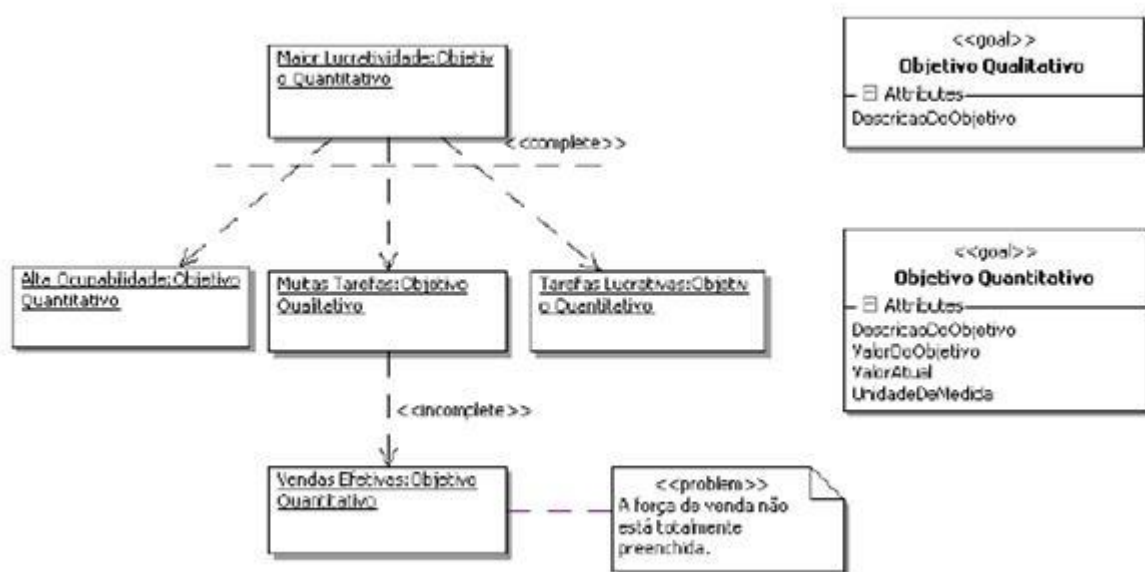 Maior Lucratividade:Objetiv
o Quantitativo
<<complete>>
Alta Ocupabilidade:Objetivo
Quantitativo
Muitas Tarefas:Objetivo
Qualitativo
Tarefas Lucrativas:Objetiv
o Quantitativo
<<incomplete>>
Vendas Efetivas:Objetivo
Quantitativo
<<problem>>
A força de venda não
está totalmente
preenchida.
<<goal>>
Objetivo Qualitativo
Attributes
DescricaoDoObjetivo
<<goal>>
Objetivo Quantitativo
Attributes
DescricaoDoObjetivo
ValorDoObjetivo
ValorAtual
UnidadeDeMedida